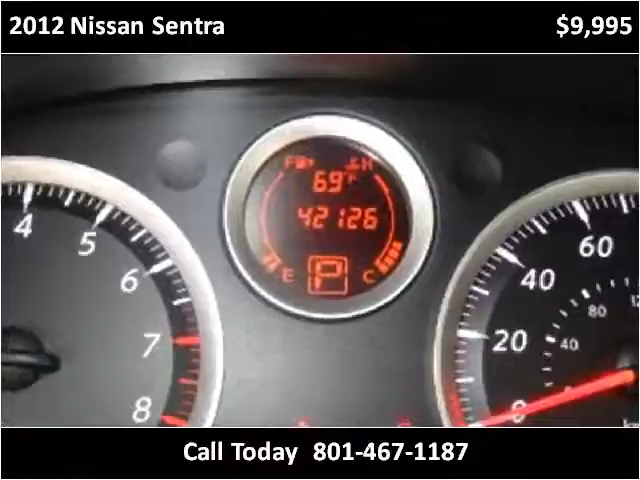 2012 Nissan Sentra $9,995
F H
69°F
42126
E P C
4 5 6 7 8
0 20 40 60
40 80
Call Today 801-467-1187